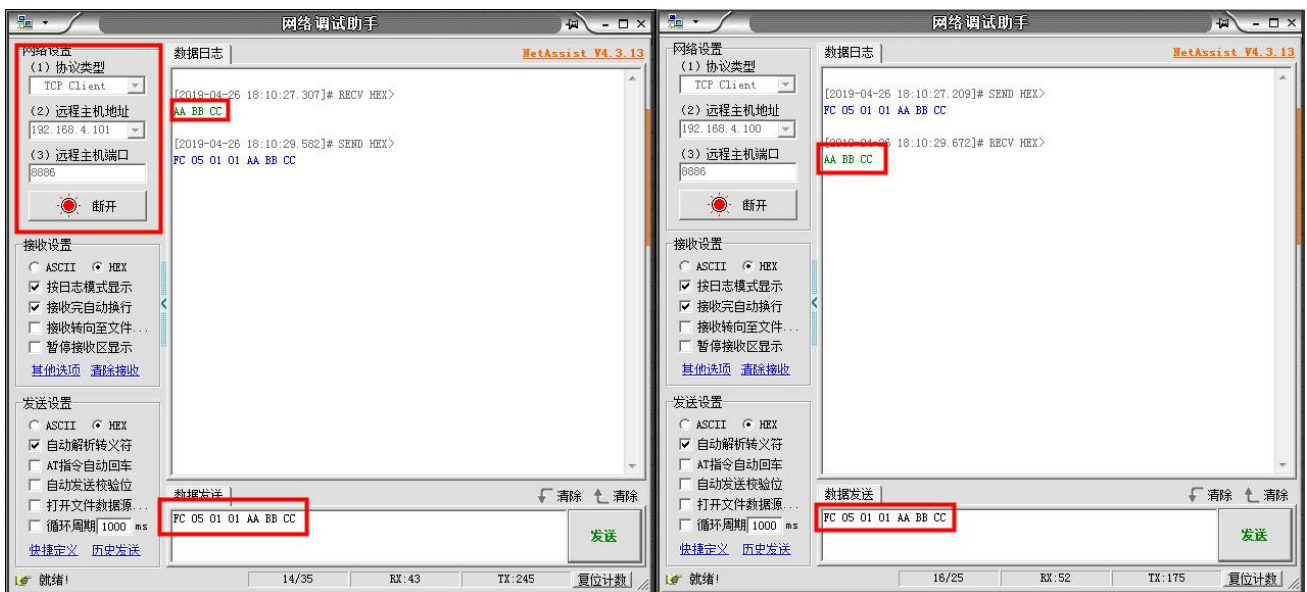 网络调试助手
网络设置
(1) 协议类型
TCP Client
(2) 远程主机地址
192.168.4.101
(3) 远程主机端口
8886
断开
接收设置
ASCII HEX
按日志模式显示
接收完自动换行
接收转向至文件...
暂停接收区显示
其他选项 清除接收
发送设置
ASCII HEX
自动解析转义符
AT指令自动回车
自动发送校验位
打开文件数据源...
循环周期 1000 ms
快捷定义 历史发送
数据日志 NetAssist V4.3.13
[2019-04-26 18:10:27.307]# RECV HEX>
AA BB CC
[2019-04-26 18:10:29.582]# SEND HEX>
FC 05 01 01 AA BB CC
数据发送 清除 清除
FC 05 01 01 AA BB CC
发送
就绪! 14/35 RX:43 TX:245 复位计数
网络调试助手
网络设置
(1) 协议类型
TCP Client
(2) 远程主机地址
192.168.4.100
(3) 远程主机端口
8886
断开
接收设置
ASCII HEX
按日志模式显示
接收完自动换行
接收转向至文件...
暂停接收区显示
其他选项 清除接收
发送设置
ASCII HEX
自动解析转义符
AT指令自动回车
自动发送校验位
打开文件数据源...
循环周期 1000 ms
快捷定义 历史发送
数据日志 NetAssist V4.3.13
[2019-04-26 18:10:27.209]# SEND HEX>
FC 05 01 01 AA BB CC
[2019-04-26 18:10:29.672]# RECV HEX>
AA BB CC
数据发送 清除 清除
FC 05 01 01 AA BB CC
发送
就绪! 16/25 RX:52 TX:175 复位计数